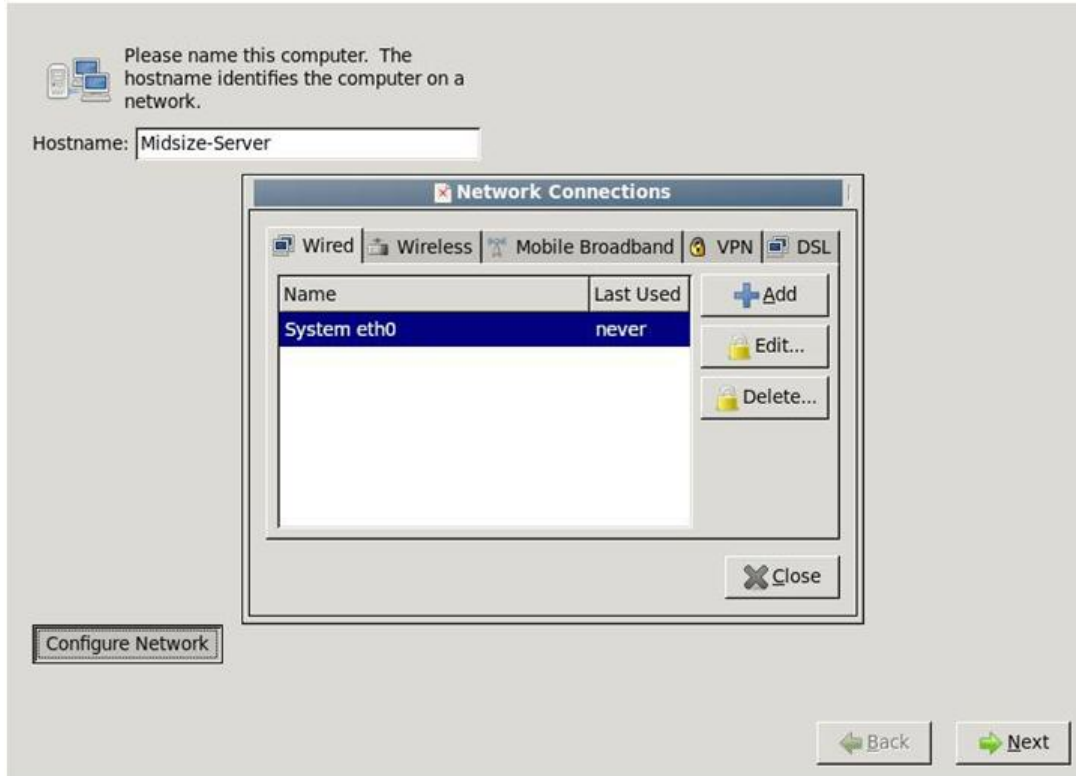 Please name this computer.  The
hostname identifies the computer on a
network.
Hostname: Midsize-Server
Network Connections
Wired Wireless Mobile Broadband VPN DSL
Name Last Used Add
System eth0 never
Edit...
Delete...
Close
Configure Network
Back Next